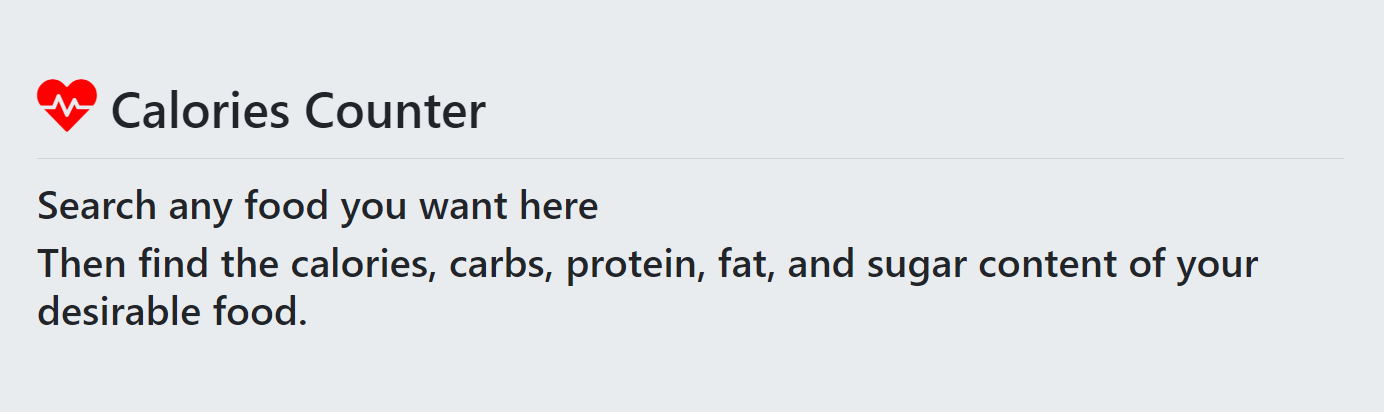 Calories Counter
Search any food you want here
Then find the calories, carbs, protein, fat, and sugar content of your
desirable food.